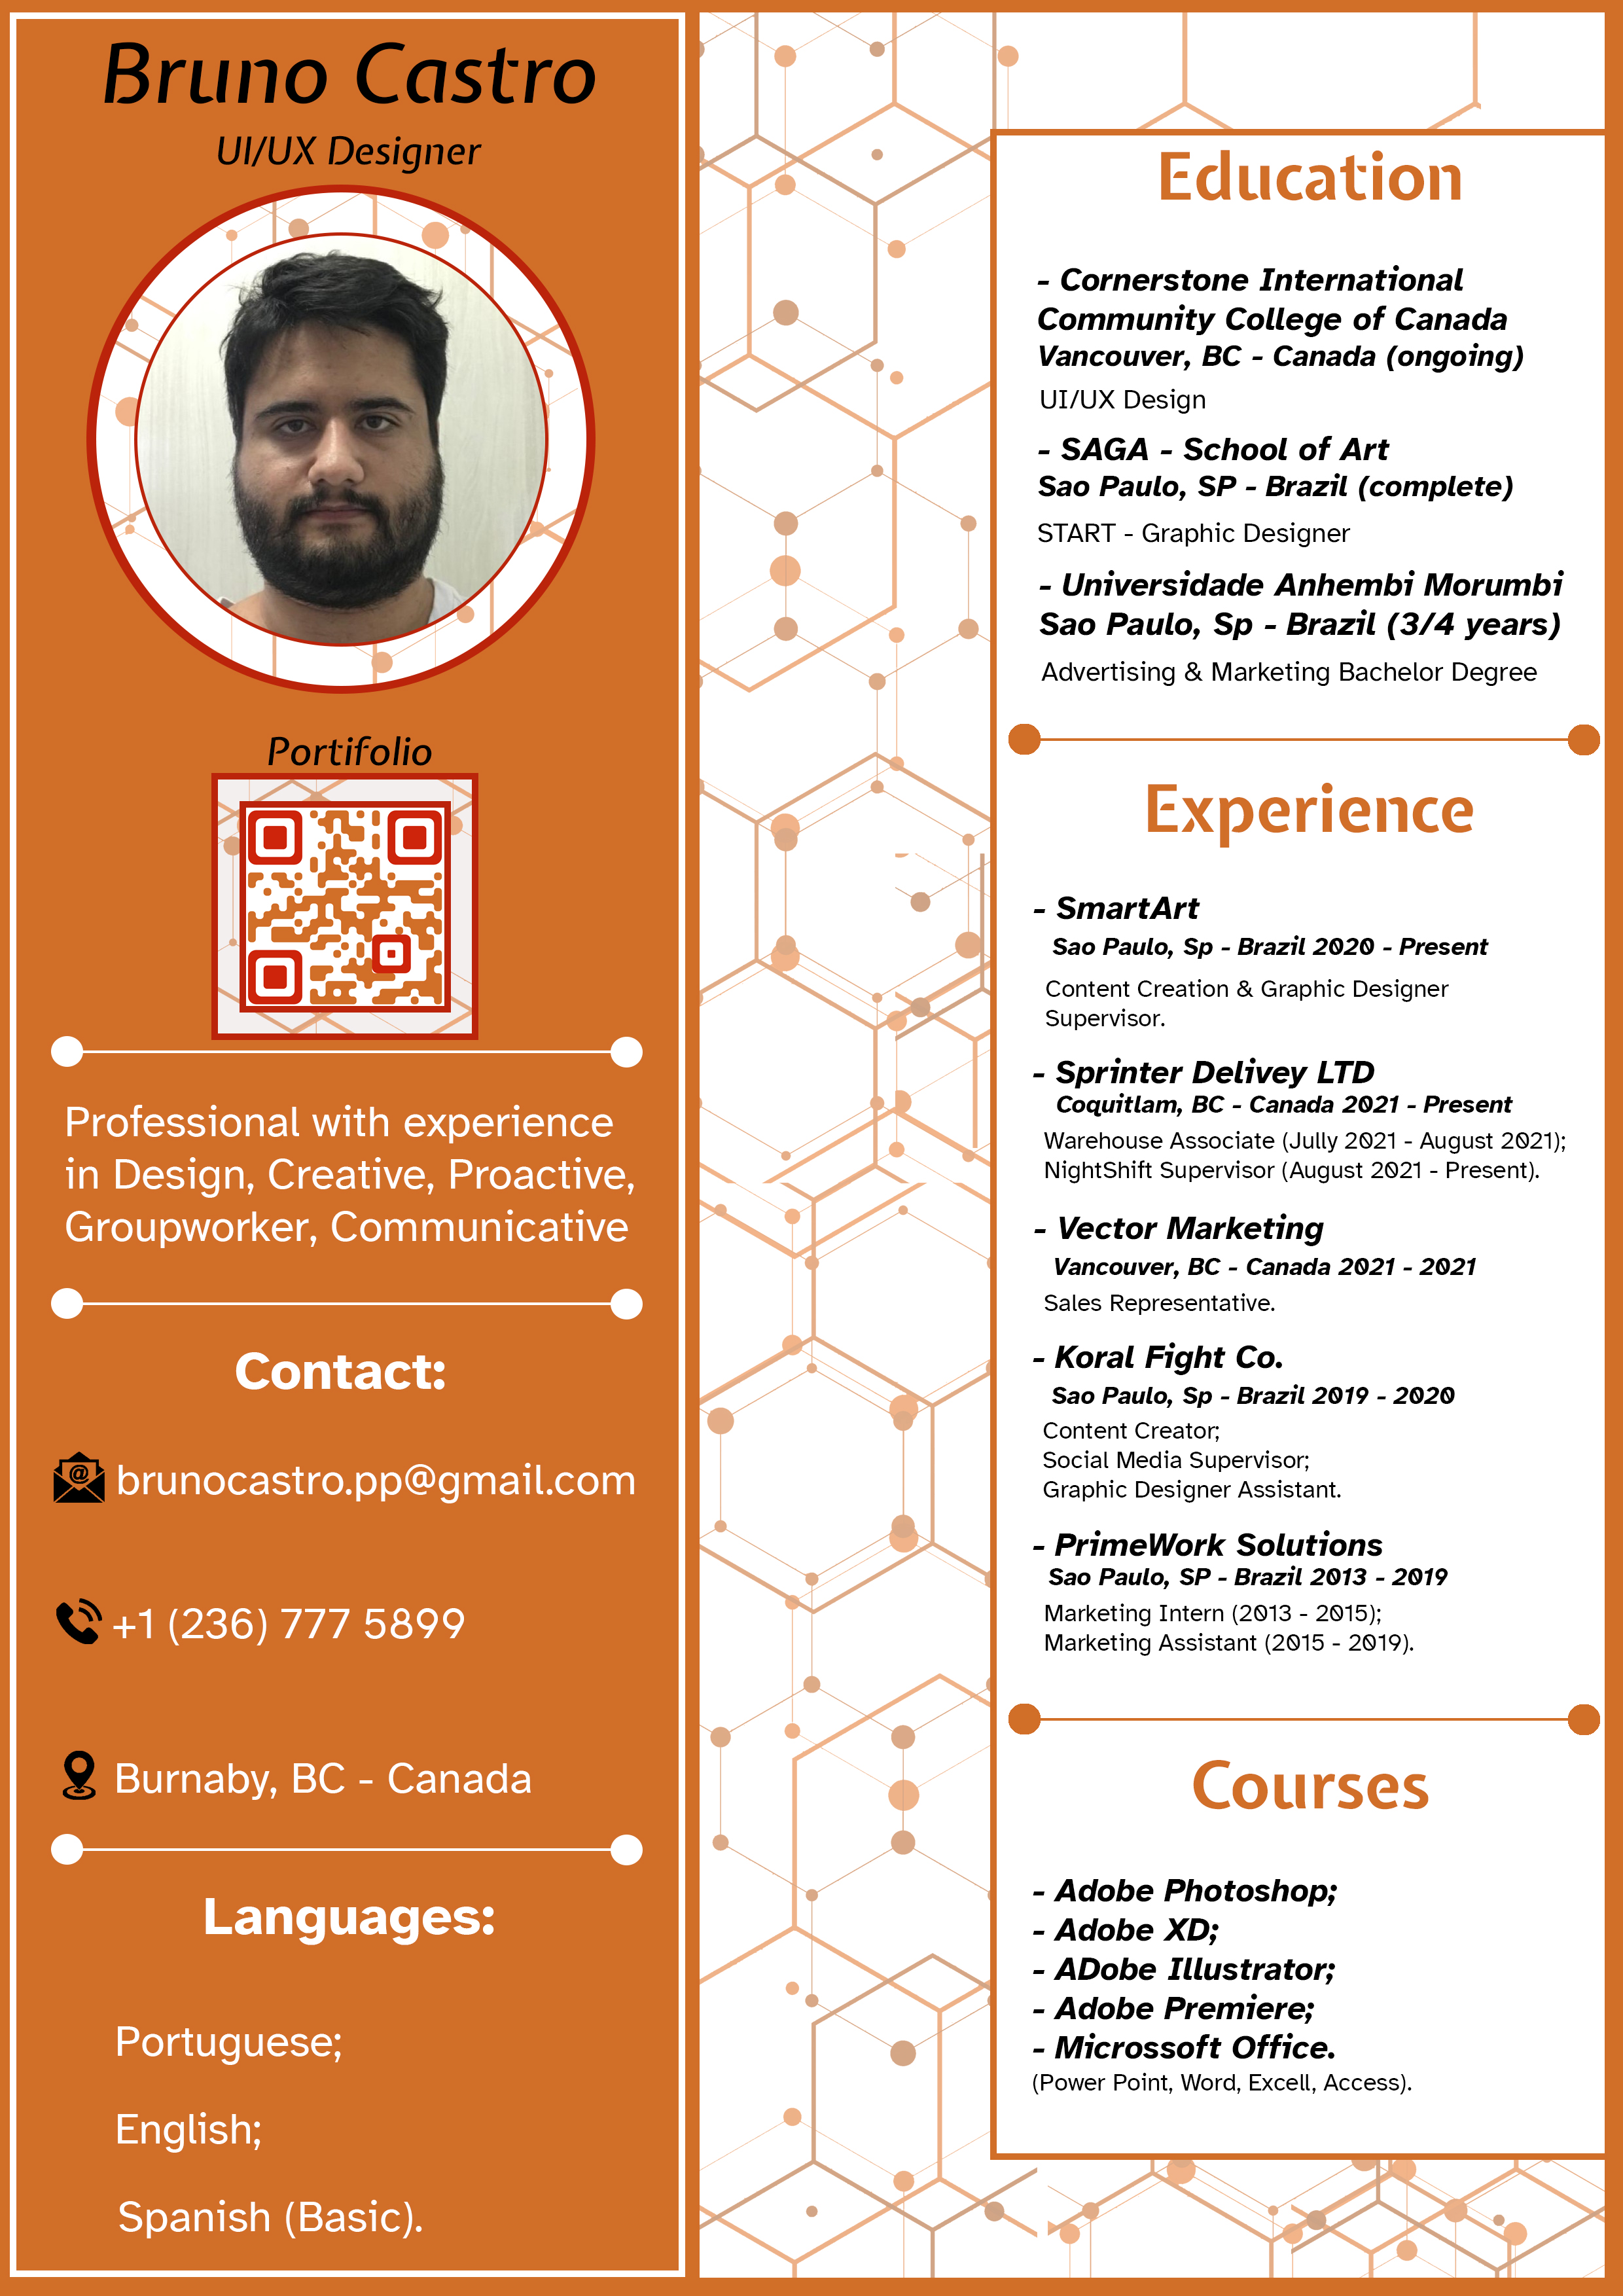 Bruno Castro
UI/UX Designer
Portifolio
Professional with experience
in Design, Creative, Proactive,
Groupworker, Communicative
Contact:
@
brunocastro.pp@gmail.com
+1 (236) 777 5899
Burnaby, BC - Canada
Languages:
Portuguese;
English;
Spanish (Basic).
Education
- Cornerstone International
Community College of Canada
Vancouver, BC - Canada (ongoing)
UI/UX Design
- SAGA - School of Art
Sao Paulo, SP - Brazil (complete)
START - Graphic Designer
- Universidade Anhembi Morumbi
Sao Paulo, Sp - Brazil (3/4 years)
Advertising & Marketing Bachelor Degree
Experience
- SmartArt
Sao Paulo, Sp - Brazil 2020 - Present
Content Creation & Graphic Designer
Supervisor.
- Sprinter Delivey LTD
Coquitlam, BC - Canada 2021 - Present
Warehouse Associate (Jully 2021 - August 2021);
NightShift Supervisor (August 2021 - Present).
- Vector Marketing
Vancouver, BC - Canada 2021 - 2021
Sales Representative.
- Koral Fight Co.
Sao Paulo, Sp - Brazil 2019 - 2020
Content Creator;
Social Media Supervisor;
Graphic Designer Assistant.
- PrimeWork Solutions
Sao Paulo, SP - Brazil 2013 - 2019
Marketing Intern (2013 - 2015);
Marketing Assistant (2015 - 2019).
Courses
- Adobe Photoshop;
- Adobe XD;
- ADobe Illustrator;
- Adobe Premiere;
- Microssoft Office.
(Power Point, Word, Excell, Access).